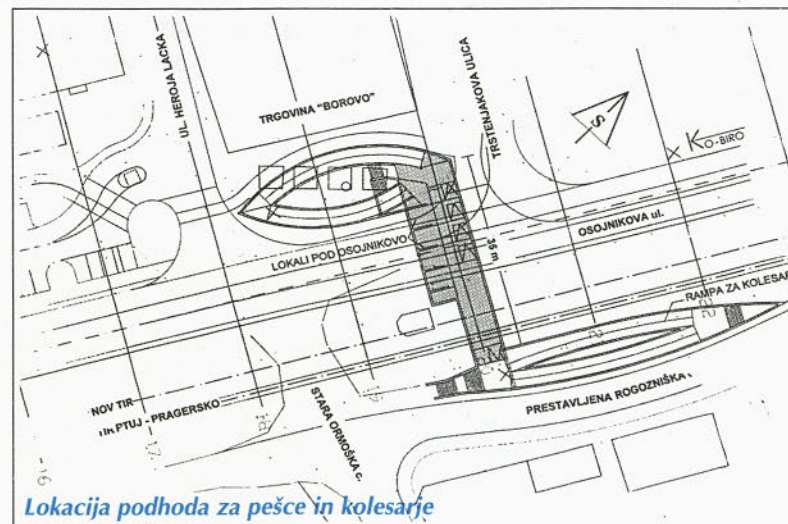 UL. HEROJA LACKA
TRGOVINA "BOROVO"
TRSTENJAKOVA ULICA
S
KO-BIRO
OSOJNIKOVA ul.
LOKALI POD OSOJNIKOVO
35 m
RAMPA ZA KOLESAR
NOV TIR
PTUJ - PRAGERSKO
STARA ORMOŠKA c.
PRESTAVLJENA ROGOZNIŠKA
Lokacija podhoda za pešce in kolesarje